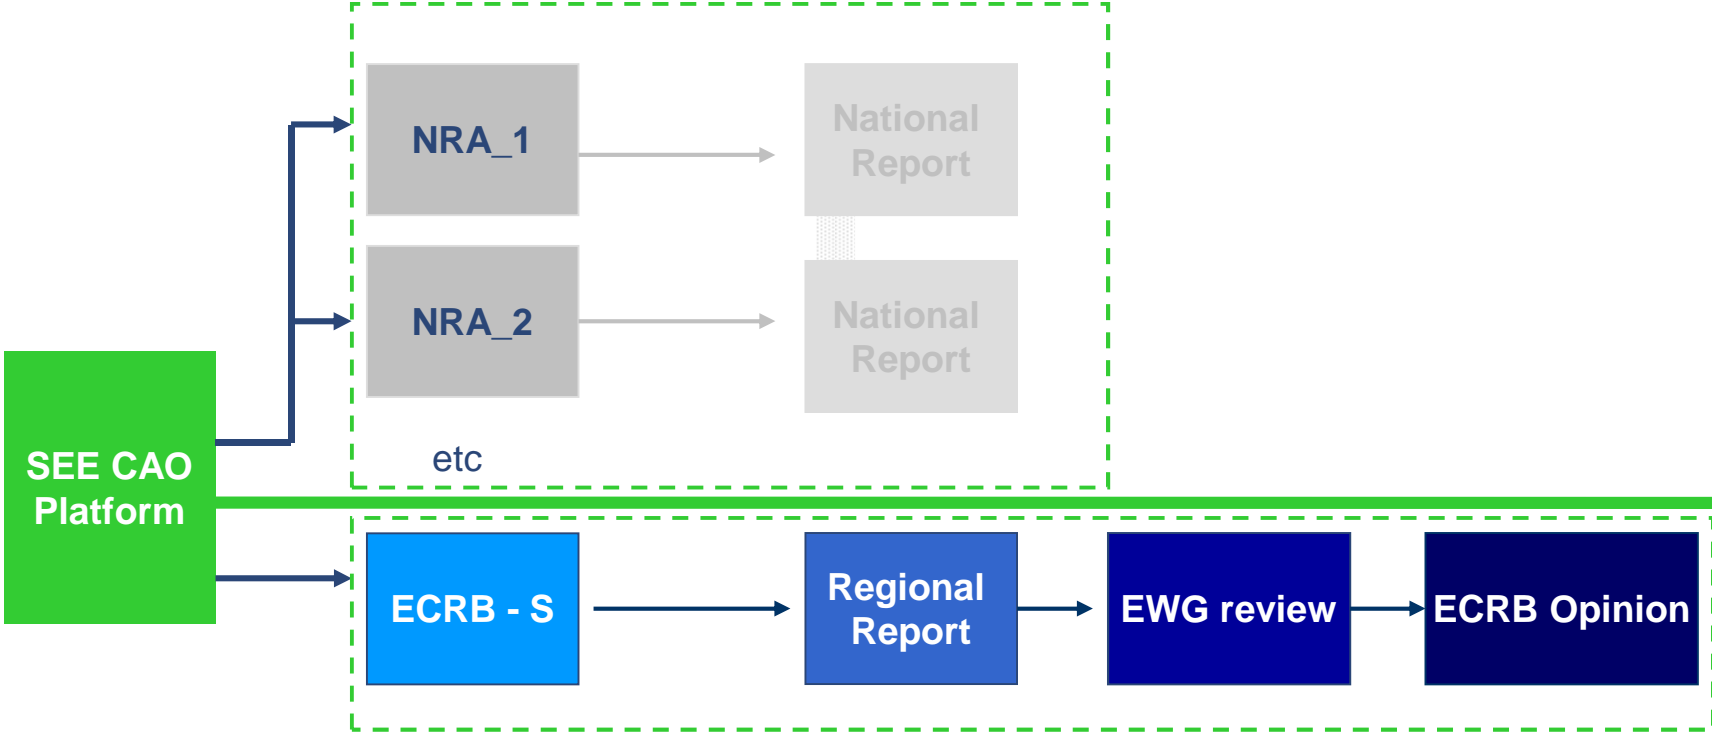 NRA_1
National
Report
NRA_2
National
Report
etc
SEE CAO
Platform
ECRB - S
Regional
Report
EWG review
ECRB Opinion